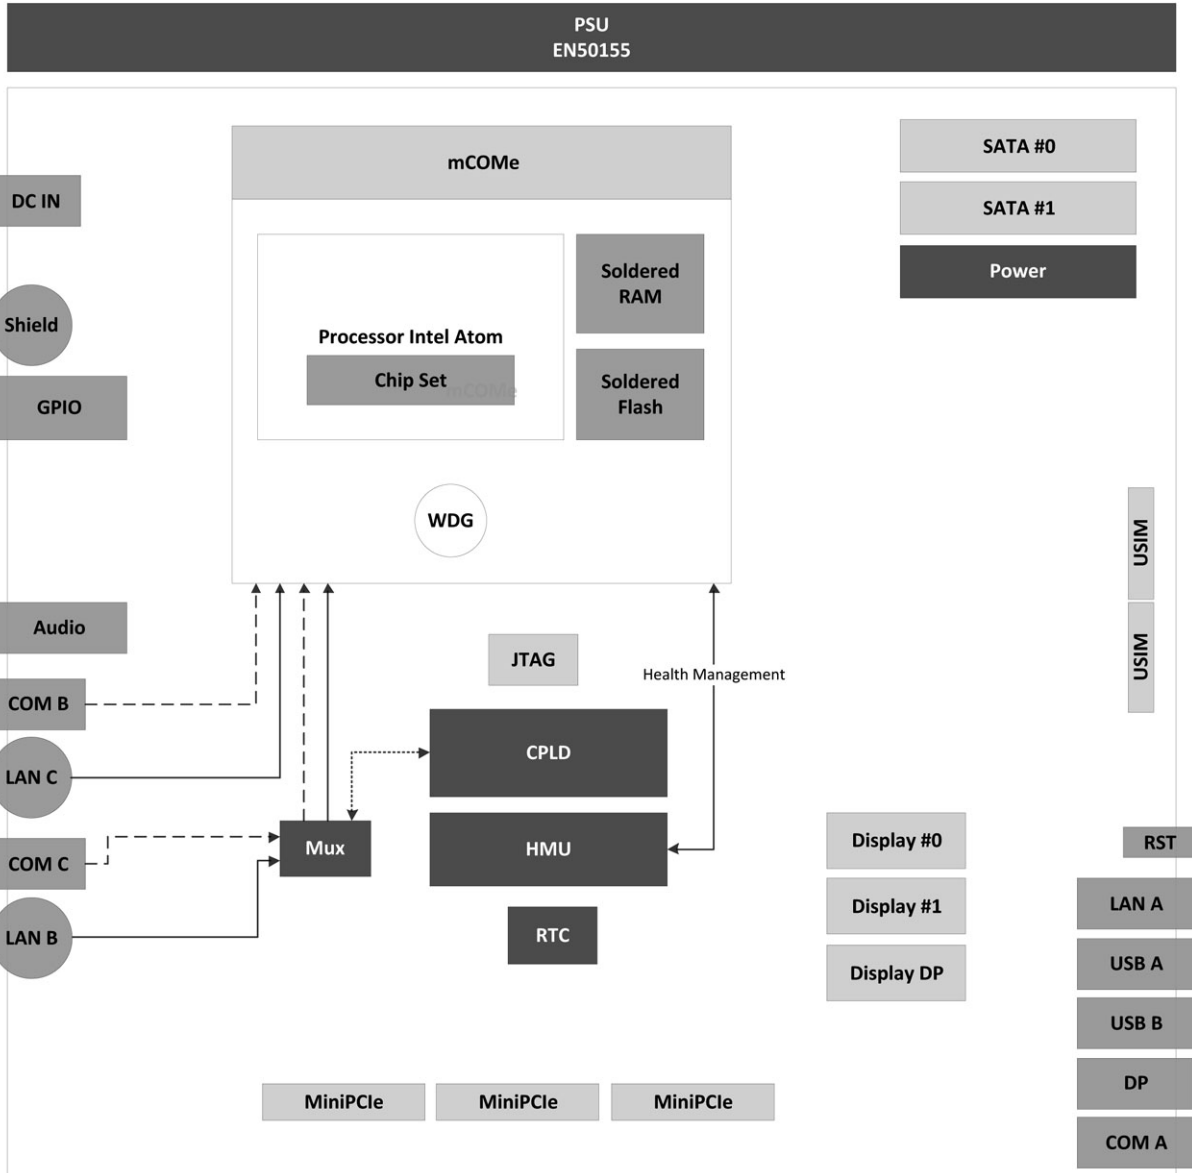 PSU
EN50155
mCOMe
SATA #0
SATA #1
Power
DC IN
Shield
GPIO
Soldered
RAM
Processor Intel Atom
Chip Set
mCOMe
Soldered
Flash
WDG
USIM
USIM
Audio
COM B
LAN C
COM C
LAN B
JTAG
Health Management
CPLD
Mux
HMU
RTC
Display #0
Display #1
Display DP
RST
LAN A
USB A
USB B
DP
COM A
MiniPCIe
MiniPCIe
MiniPCIe